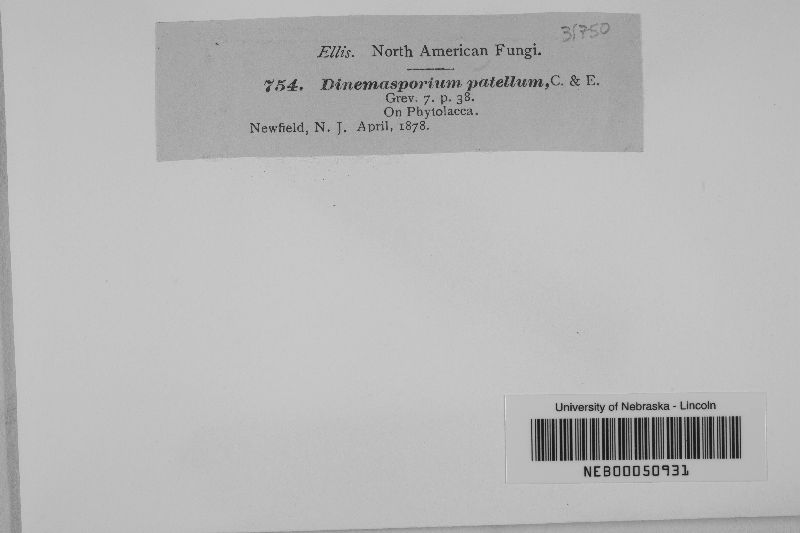 31750
Ellis. North American Fungi.
754. Dinemasporium patellum, C. & E.
Grev. 7. p. 38.
On Phytolacca.
Newfield, N. J. April, 1878.
University of Nebraska - Lincoln
NEB00050931